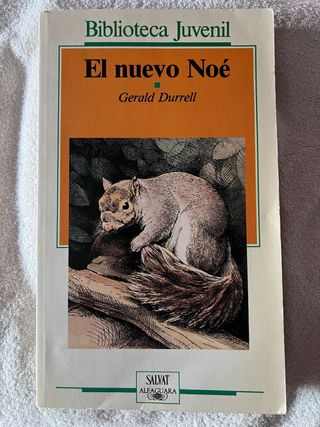 Biblioteca Juvenil
El nuevo Noé
Gerald Durrell
SALVAT
ALFAGUARA